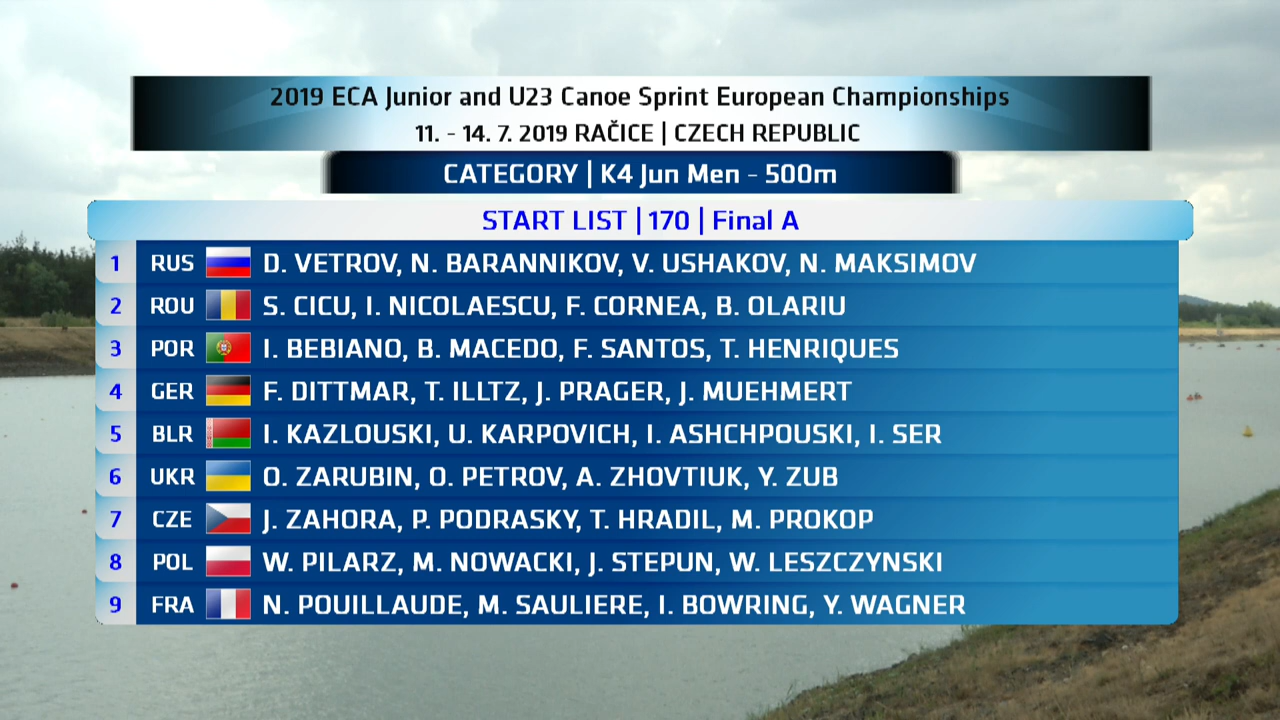 2019 ECA Junior and U23 Canoe Sprint European Championships
11. - 14. 7. 2019 RAČICE | CZECH REPUBLIC
CATEGORY | K4 Jun Men - 500m
START LIST | 170 | Final A
1 RUS D. VETROV, N. BARANNIKOV, V. USHAKOV, N. MAKSIMOV
2 ROU S. CICU, I. NICOLAESCU, F. CORNEA, B. OLARIU
3 POR I. BEBIANO, B. MACEDO, F. SANTOS, T. HENRIQUES
4 GER F. DITTMAR, T. ILLTZ, J. PRAGER, J. MUEHMERT
5 BLR I. KAZLOUSKI, U. KARPOVICH, I. ASHCHPOUSKI, I. SER
6 UKR O. ZARUBIN, O. PETROV, A. ZHOVTIUK, Y. ZUB
7 CZE J. ZAHORA, P. PODRASKY, T. HRADIL, M. PROKOP
8 POL W. PILARZ, M. NOWACKI, J. STEPUN, W. LESZCZYNSKI
9 FRA N. POUILLAUDE, M. SAULIERE, I. BOWRING, Y. WAGNER